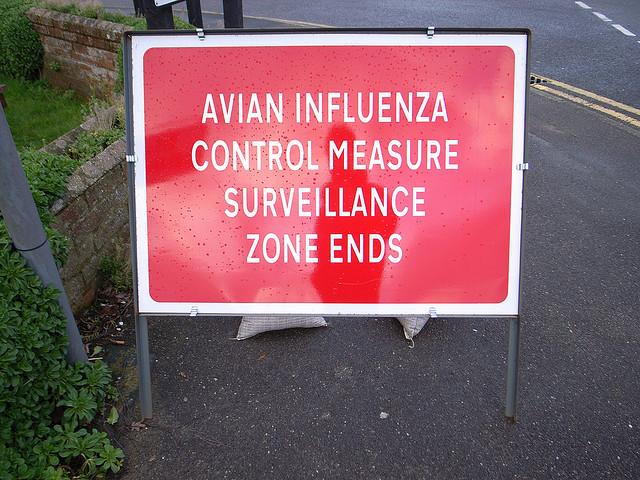 AVIAN INFLUENZA
CONTROL MEASURE
SURVEILLANCE
ZONE ENDS